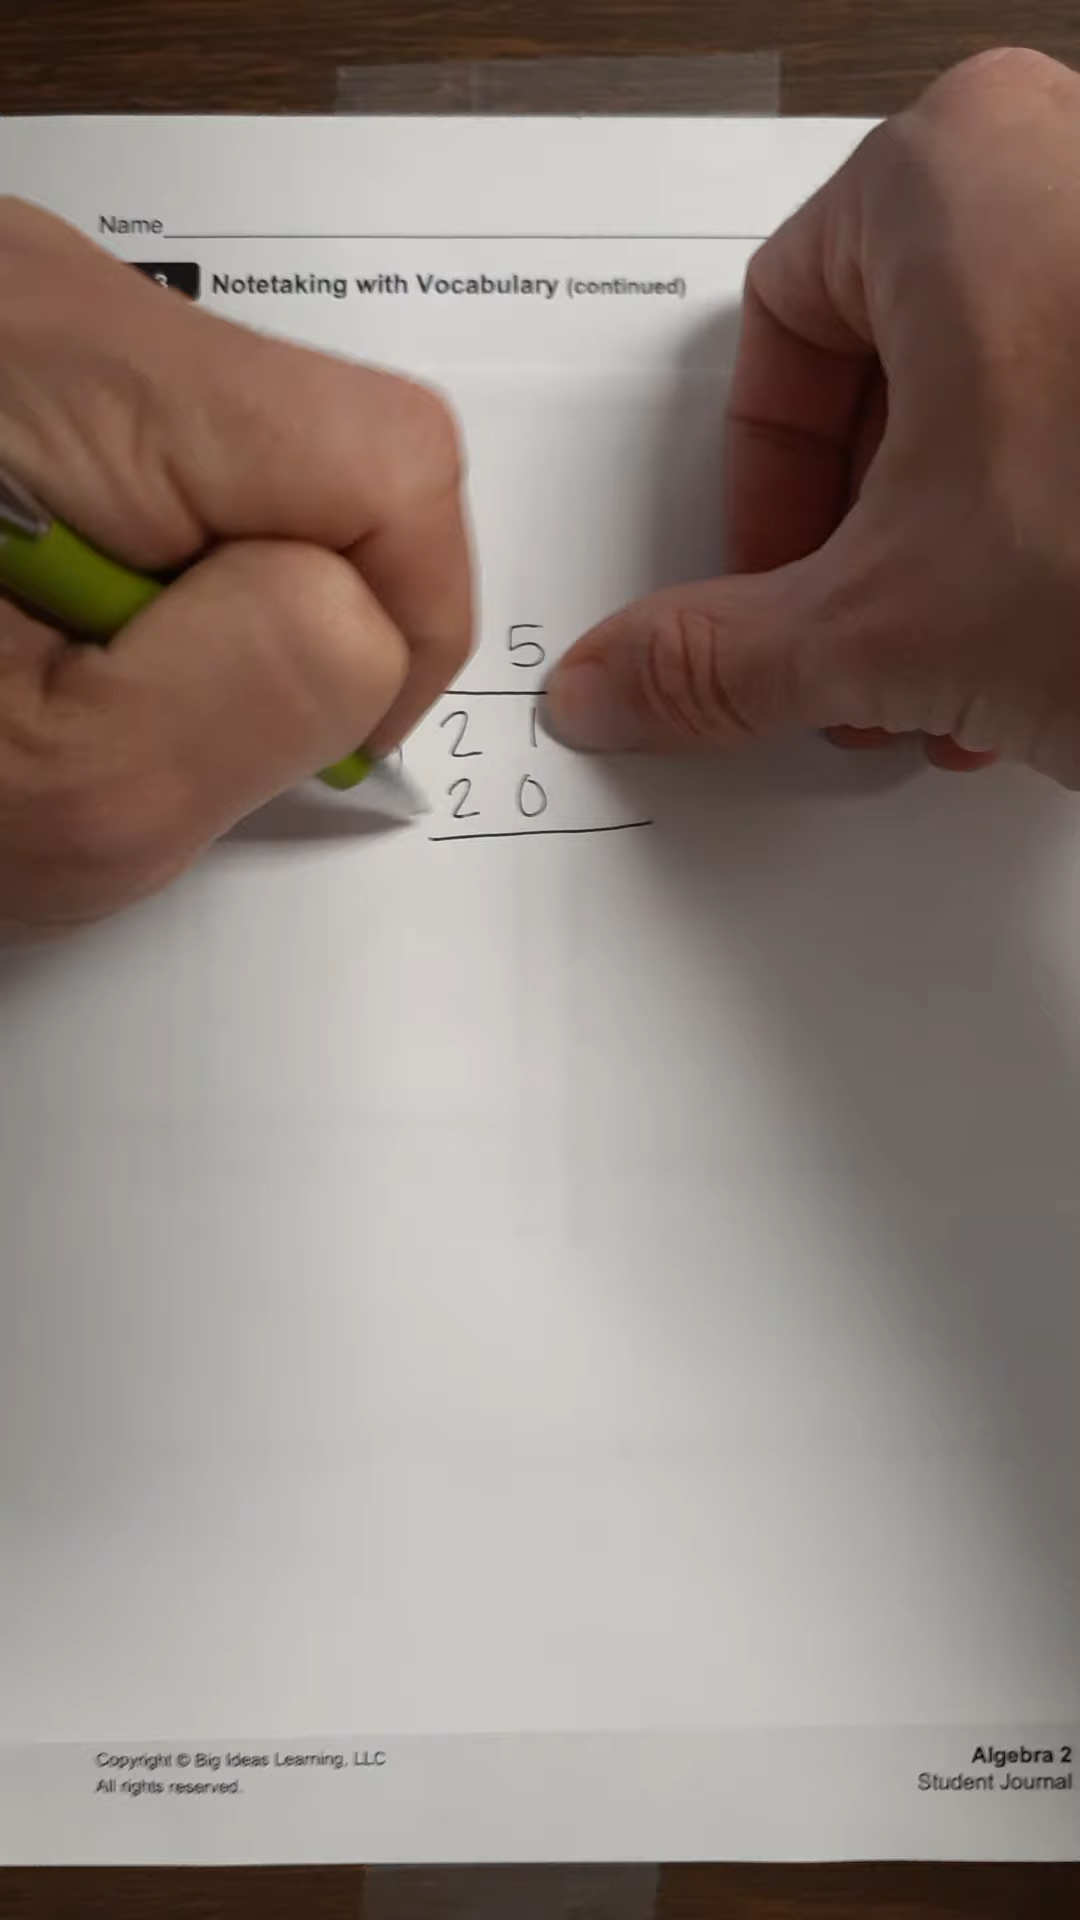 Name
3 Notetaking with Vocabulary (continued)
5
2 1
2 0
Copyright © Big Ideas Learning, LLC
All rights reserved.
Algebra 2
Student Journal